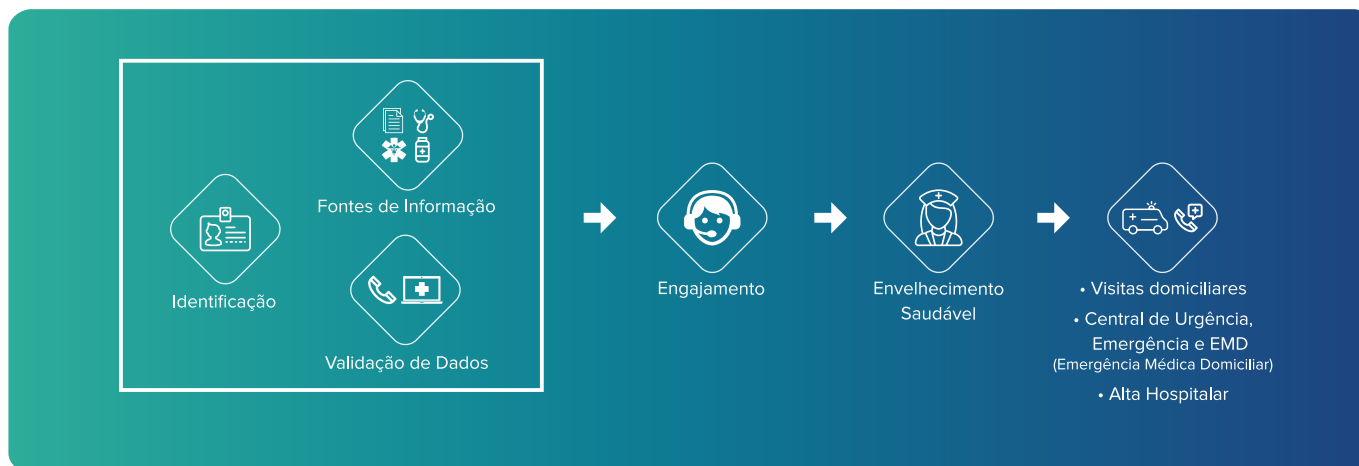 Identificação
Fontes de Informação
Validação de Dados
Engajamento
Envelhecimento
Saudável
• Visitas domiciliares
• Central de Urgência,
Emergência e EMD
(Emergência Médica Domiciliar)
• Alta Hospitalar